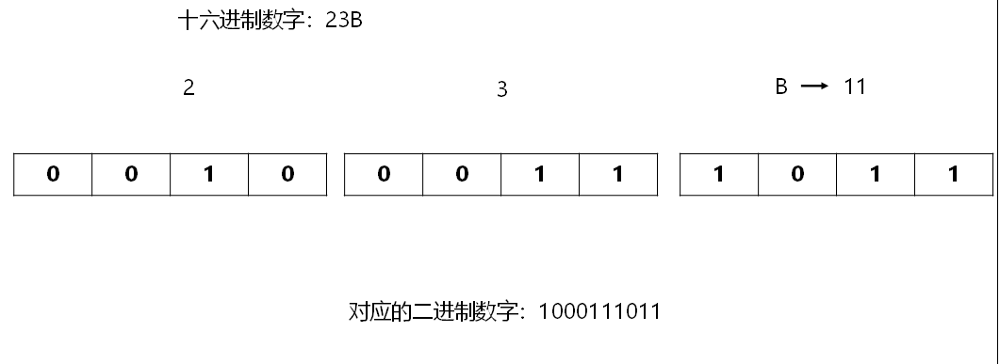 十六进制数字：23B
2 3 B → 11
0 0 1 0 0 0 1 1 1 0 1 1
对应的二进制数字：1000111011